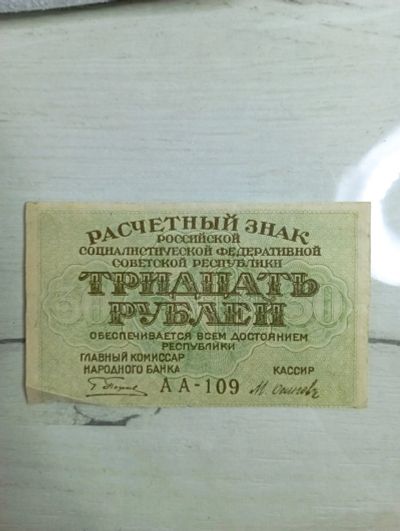 РАСЧЕТНЫЙ ЗНАК
РОССИЙСКОЙ
СОЦИАЛИСТИЧЕСКОЙ ФЕДЕРАТИВНОЙ
СОВЕТСКОЙ РЕСПУБЛИКИ
ТРИДЦАТЬ
РУБЛЕЙ
ОБЕСПЕЧИВАЕТСЯ ВСЕМ ДОСТОЯНИЕМ
РЕСПУБЛИКИ
ГЛАВНЫЙ КОМИССАР
НАРОДНОГО БАНКА
КАССИР
АА-109